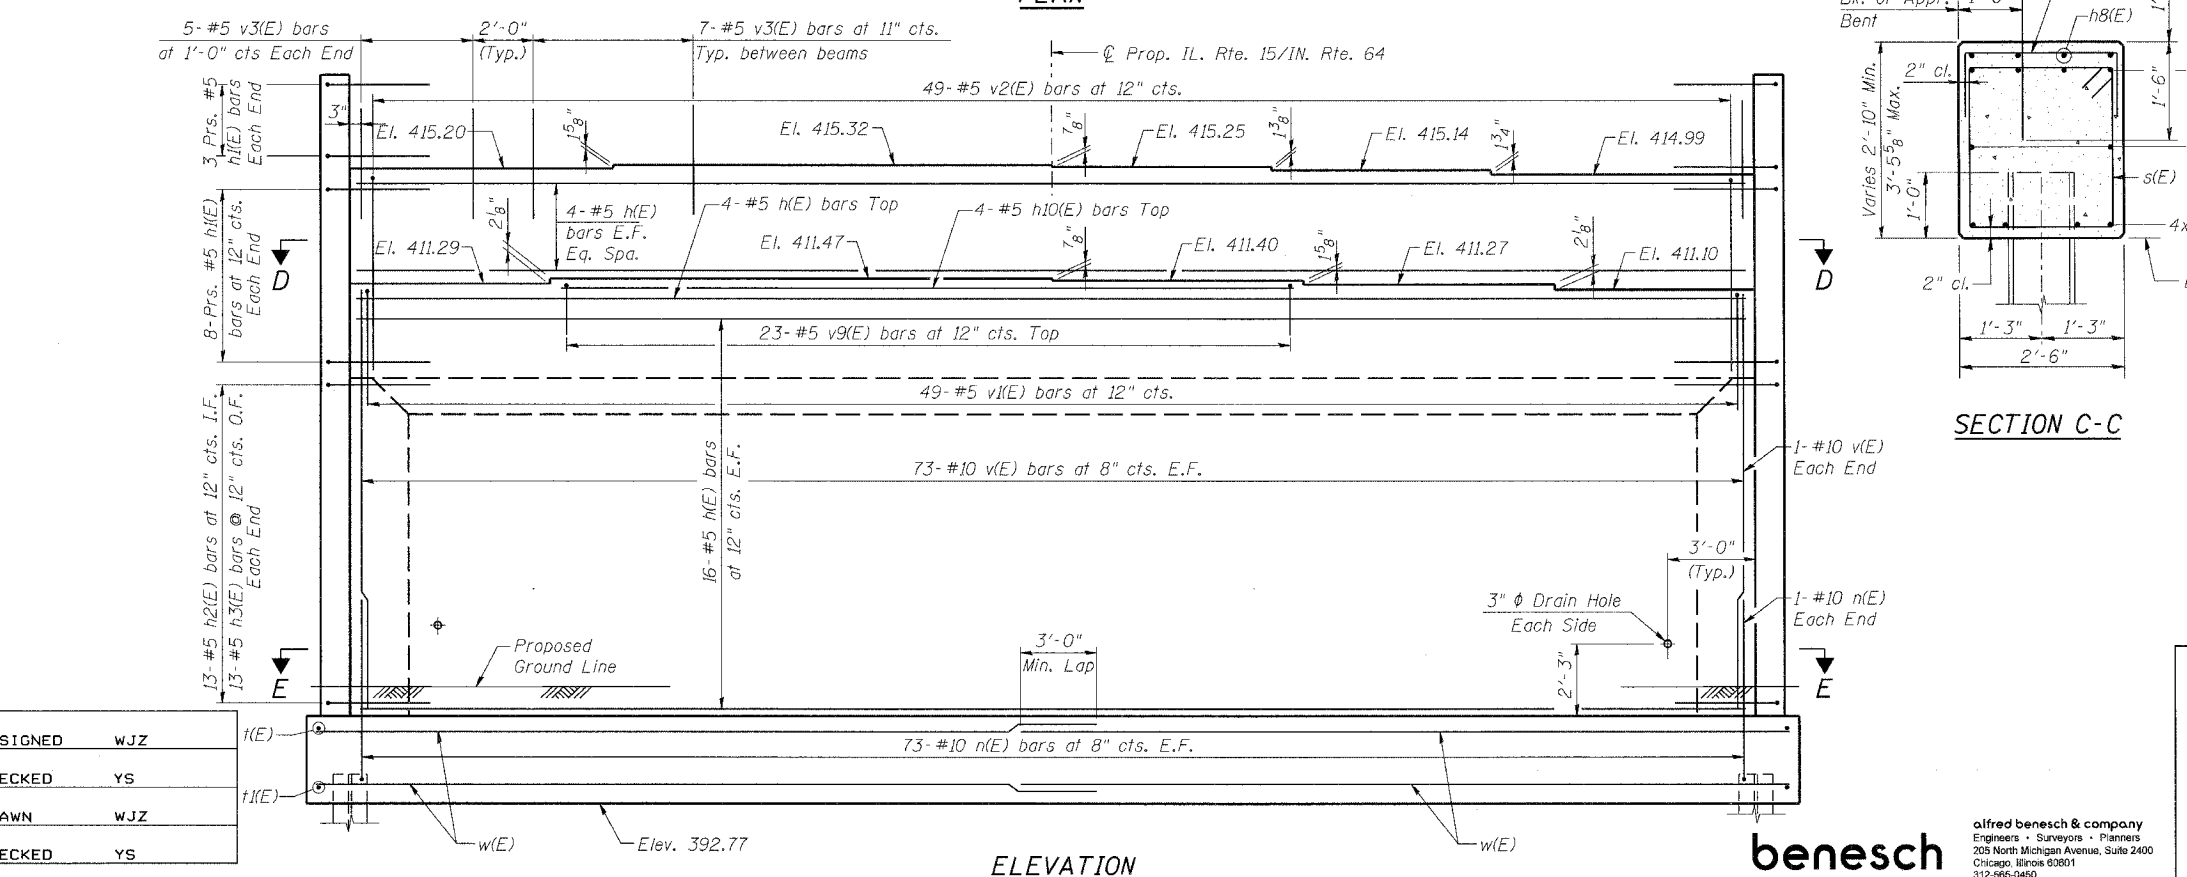 5- #5 v3(E) bars
at 1'-0" cts Each End
2'-0"
(Typ.)
7- #5 v3(E) bars at 11" cts.
Typ. between beams
℄ Prop. IL. Rte. 15/IN. Rte. 64
3 Prs. #5
h1(E) bars
Each End
3"
49- #5 v2(E) bars at 12" cts.
El. 415.20
1 5/8"
El. 415.32
7/8"
El. 415.25
1 3/8"
El. 415.14
1 3/4"
El. 414.99
8-Prs. #5 h1(E)
bars at 12" cts.
Each End
2 1/8"
4- #5 h(E)
bars E.F.
Eq. Spa.
4- #5 h(E) bars Top
4- #5 h10(E) bars Top
D
El. 411.29
El. 411.47
7/8"
El. 411.40
1 5/8"
El. 411.27
2 1/8"
El. 411.10
D
23- #5 v9(E) bars at 12" cts. Top
49- #5 v1(E) bars at 12" cts.
13- #5 h2(E) bars at 12" cts. I.F.
13- #5 h3(E) bars @ 12" cts. O.F.
Each End
16- #5 h(E) bars
at 12" cts. E.F.
73- #10 v(E) bars at 8" cts. E.F.
1- #10 v(E)
Each End
3'-0"
(Typ.)
3" ϕ Drain Hole
Each Side
1- #10 n(E)
Each End
2'-3"
Proposed
Ground Line
3'-0"
Min. Lap
E
E
t(E)
73- #10 n(E) bars at 8" cts. E.F.
t1(E)
w(E)
Elev. 392.77
w(E)
ELEVATION
Bent
h8(E)
2" cl.
Varies 2'-10" Min.
3'-5 5/8" Max.
1'-6"
1'-0"
s(E)
2" cl.
1'-3"
1'-3"
2'-6"
SECTION C-C
SIGNED WJZ
ECKED YS
AWN WJZ
ECKED YS
benesch
alfred benesch & company
Engineers • Surveyors • Planners
205 North Michigan Avenue, Suite 2400
Chicago, Illinois 60601
312-565-0450